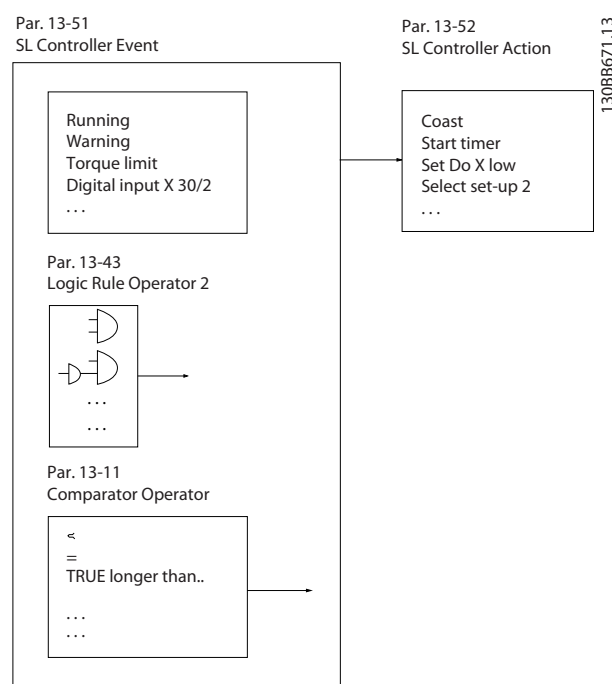 Par. 13-51
SL Controller Event
Par. 13-52
SL Controller Action
130BB671.13
Running
Warning
Torque limit
Digital input X 30/2
. . .
Coast
Start timer
Set Do X low
Select set-up 2
. . .
Par. 13-43
Logic Rule Operator 2
. . .
. . .
Par. 13-11
Comparator Operator
=
TRUE longer than..
. . .
. . .